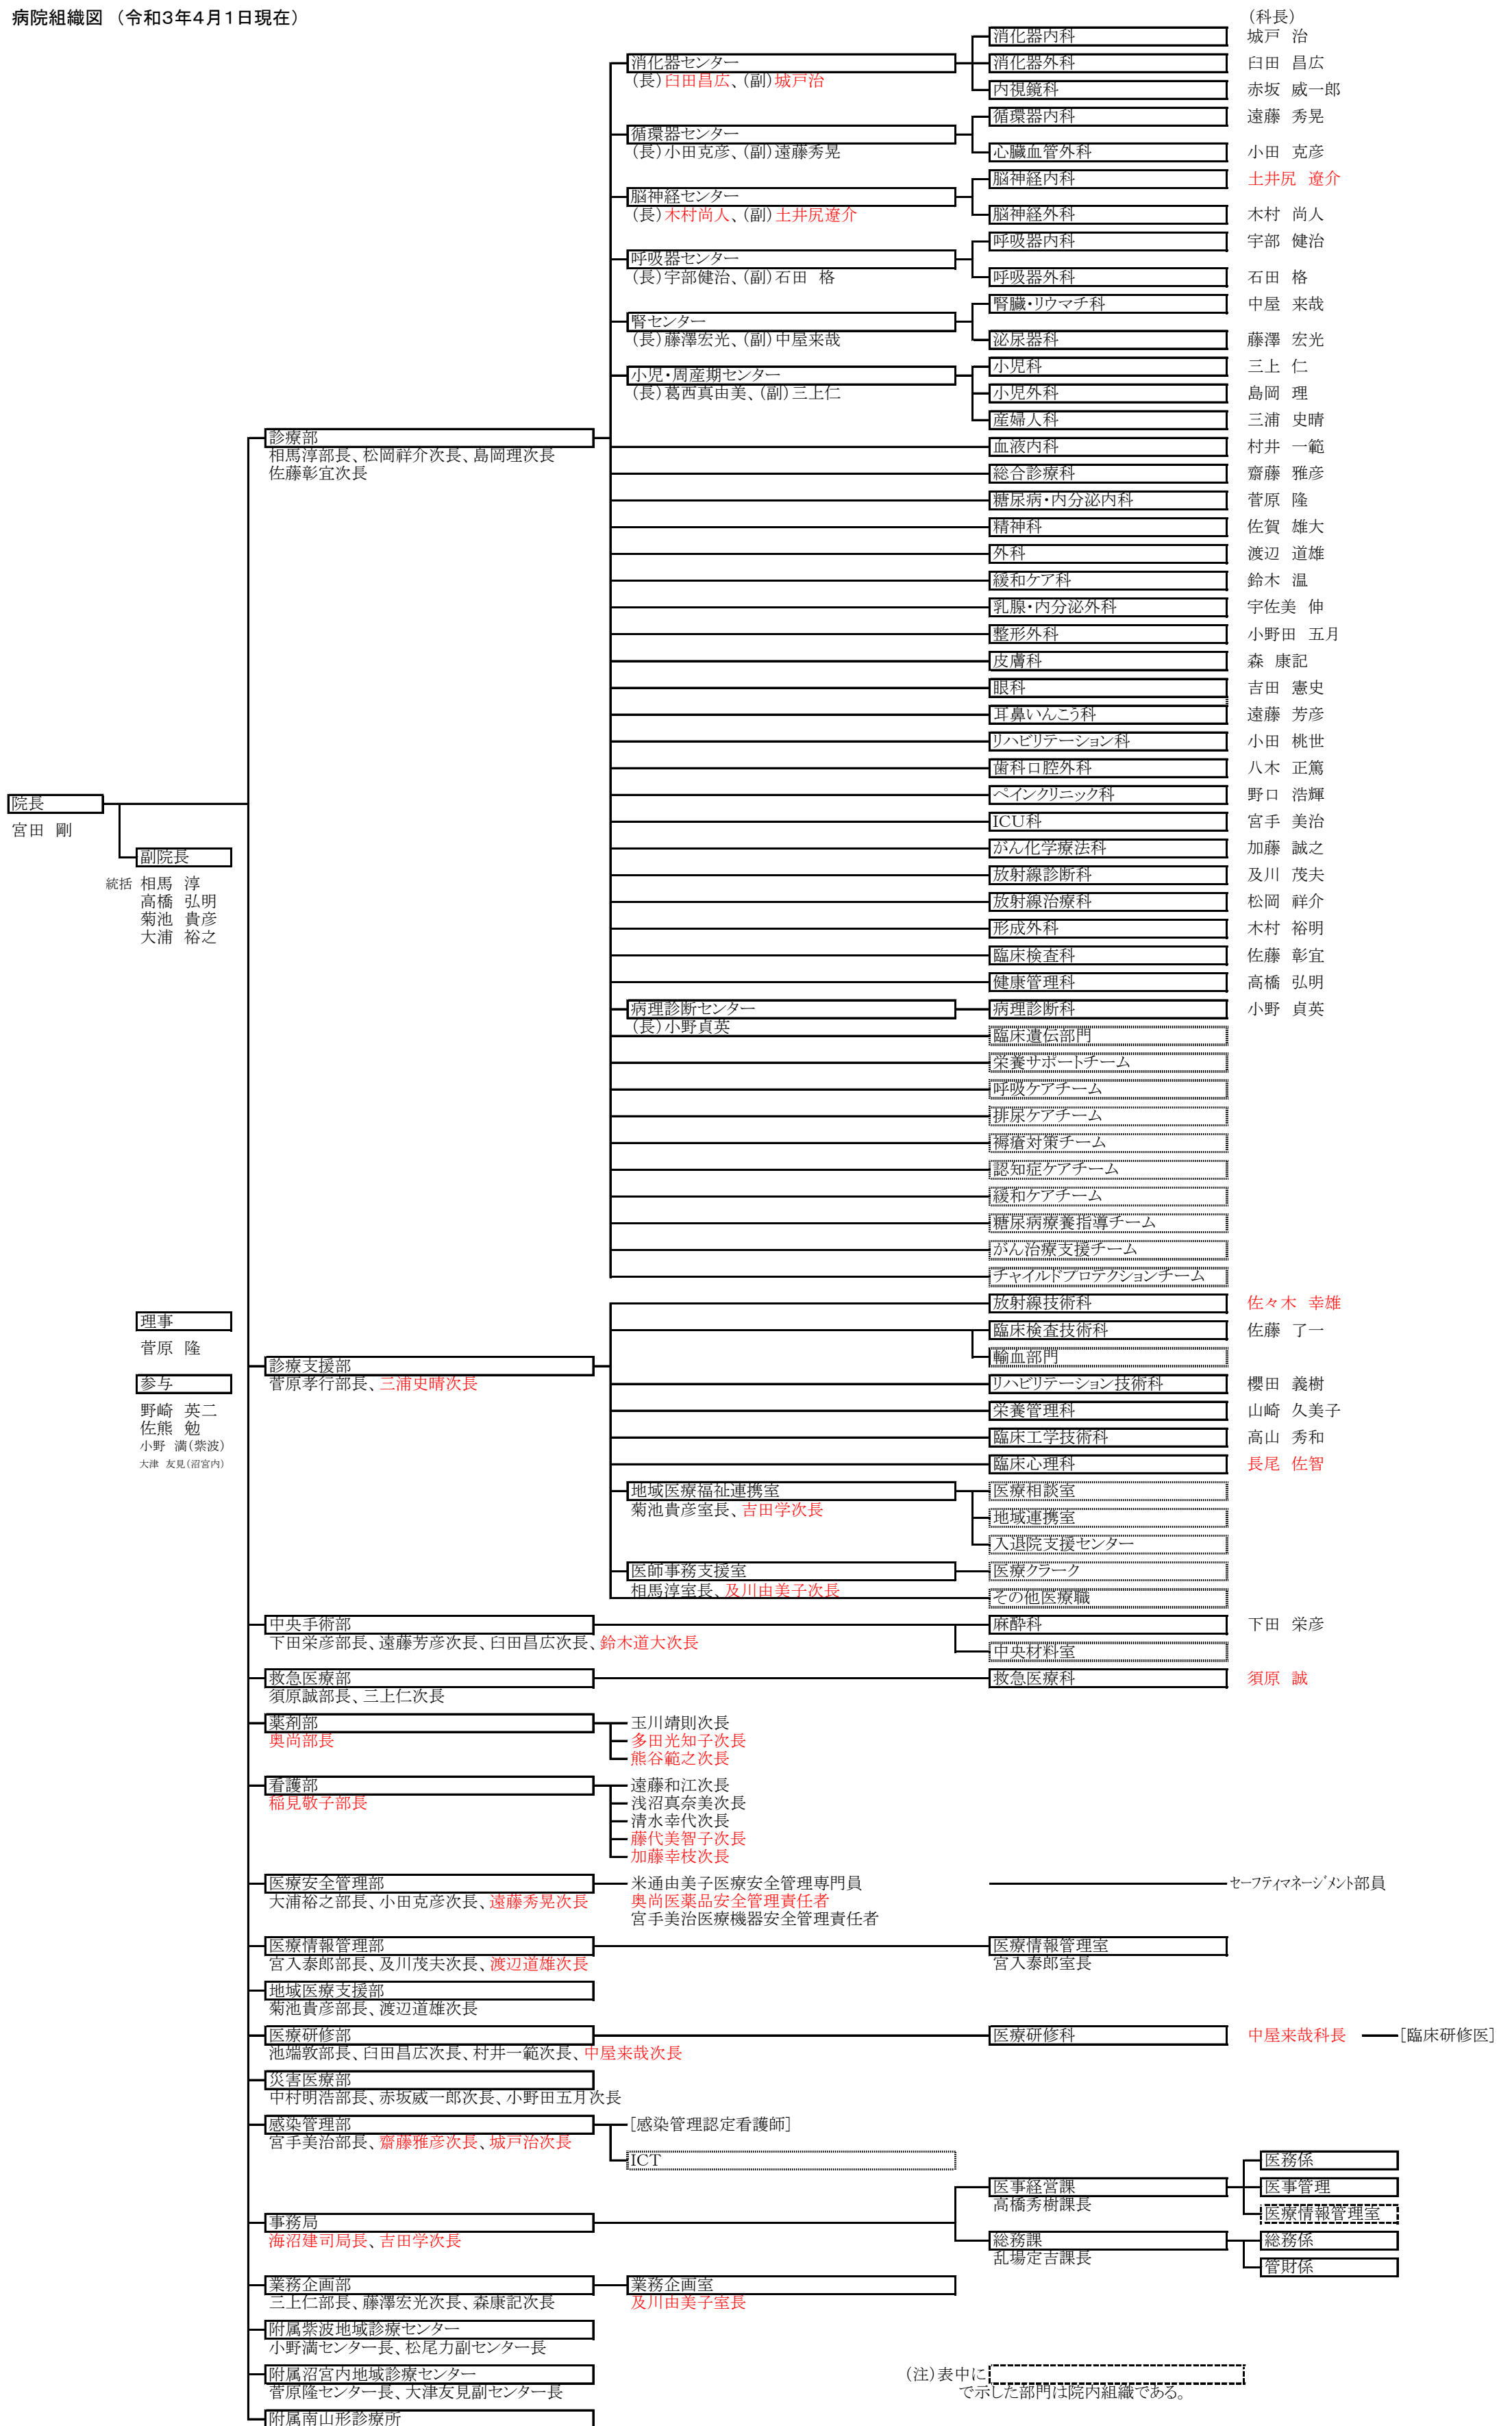 病院組織図 （令和3年4月1日現在）
（科長）
消化器内科 城戸 治
消化器センター 消化器外科 臼田 昌広
（長）臼田昌広、（副）城戸治
内視鏡科 赤坂 威一郎
循環器内科 遠藤 秀晃
循環器センター
（長）小田克彦、（副）遠藤秀晃 心臓血管外科 小田 克彦
脳神経内科 土井尻 遼介
脳神経センター
（長）木村尚人、（副）土井尻遼介 脳神経外科 木村 尚人
呼吸器内科 宇部 健治
呼吸器センター
（長）宇部健治、（副）石田 格 呼吸器外科 石田 格
腎臓・リウマチ科 中屋 来哉
腎センター
（長）藤澤宏光、（副）中屋来哉 泌尿器科 藤澤 宏光
小児科 三上 仁
小児・周産期センター
（長）葛西真由美、（副）三上仁 小児外科 島岡 理
産婦人科 三浦 史晴
診療部
相馬淳部長、松岡祥介次長、島岡理次長
佐藤彰宜次長
血液内科 村井 一範
総合診療科 齋藤 雅彦
糖尿病・内分泌内科 菅原 隆
精神科 佐賀 雄大
外科 渡辺 道雄
緩和ケア科 鈴木 温
乳腺・内分泌外科 宇佐美 伸
整形外科 小野田 五月
皮膚科 森 康記
眼科 吉田 憲史
耳鼻いんこう科 遠藤 芳彦
リハビリテーション科 小田 桃世
歯科口腔外科 八木 正篤
ペインクリニック科 野口 浩輝
院長
宮田 剛
ICU科 宮手 美治
副院長
がん化学療法科 加藤 誠之
統括 相馬 淳
高橋 弘明
菊池 貴彦
大浦 裕之
放射線診断科 及川 茂夫
放射線治療科 松岡 祥介
形成外科 木村 裕明
臨床検査科 佐藤 彰宜
健康管理科 高橋 弘明
病理診断センター 病理診断科 小野 貞英
（長）小野貞英
臨床遺伝部門
栄養サポートチーム
呼吸ケアチーム
排尿ケアチーム
褥瘡対策チーム
認知症ケアチーム
緩和ケアチーム
糖尿病療養指導チーム
がん治療支援チーム
チャイルドプロテクションチーム
放射線技術科 佐々木 幸雄
理事
菅原 隆
臨床検査技術科 佐藤 了一
輸血部門
診療支援部
菅原孝行部長、三浦史晴次長
参与
野崎 英二
佐熊 勉
小野 満（紫波）
大津 友見（沼宮内）
リハビリテーション技術科 櫻田 義樹
栄養管理科 山崎 久美子
臨床工学技術科 高山 秀和
臨床心理科 長尾 佐智
地域医療福祉連携室 医療相談室
菊池貴彦室長、吉田学次長
地域連携室
入退院支援センター
医師事務支援室 医療クラーク
相馬淳室長、及川由美子次長
その他医療職
中央手術部 麻酔科 下田 栄彦
下田栄彦部長、遠藤芳彦次長、臼田昌広次長、鈴木道大次長
中央材料室
救急医療部 救急医療科 須原 誠
須原誠部長、三上仁次長
薬剤部 玉川靖則次長
奥尚部長 多田光知子次長
熊谷範之次長
看護部 遠藤和江次長
稲見敬子部長 浅沼真奈美次長
清水幸代次長
藤代美智子次長
加藤幸枝次長
医療安全管理部 米通由美子医療安全管理専門員 セーフティマネージメント部員
大浦裕之部長、小田克彦次長、遠藤秀晃次長 奥尚医薬品安全管理責任者
宮手美治医療機器安全管理責任者
医療情報管理部 医療情報管理室
宮入泰郎部長、及川茂夫次長、渡辺道雄次長 宮入泰郎室長
地域医療支援部
菊池貴彦部長、渡辺道雄次長
医療研修部 医療研修科 中屋来哉科長 [臨床研修医]
池端敦部長、臼田昌広次長、村井一範次長、中屋来哉次長
災害医療部
中村明浩部長、赤坂威一郎次長、小野田五月次長
感染管理部 [感染管理認定看護師]
宮手美治部長、齋藤雅彦次長、城戸治次長
ICT
医務係
医事経営課 医事管理
高橋秀樹課長
医療情報管理室
事務局
海沼建司局長、吉田学次長
総務課 総務係
乱場定吉課長
管財係
業務企画部 業務企画室
三上仁部長、藤澤宏光次長、森康記次長 及川由美子室長
附属紫波地域診療センター
小野満センター長、松尾力副センター長
附属沼宮内地域診療センター
菅原隆センター長、大津友見副センター長
（注）表中に
で示した部門は院内組織である。
附属南山形診療所